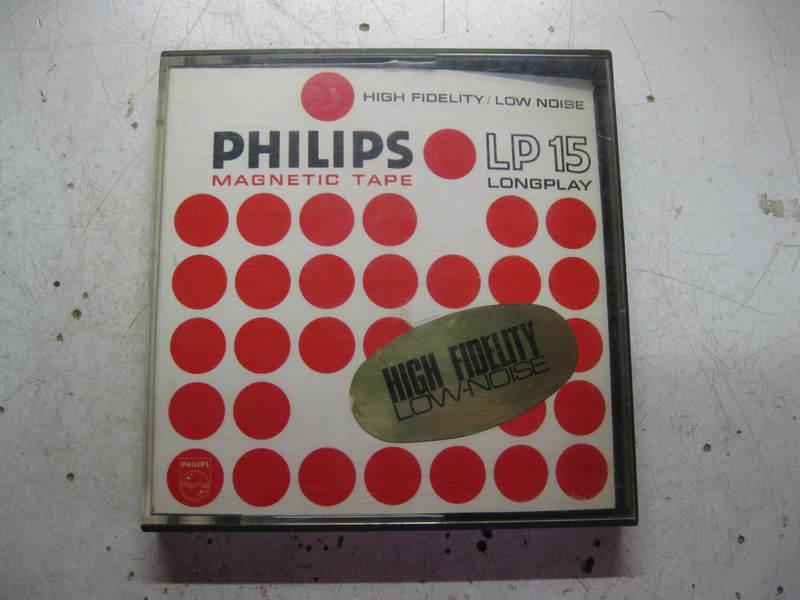 HIGH FIDELITY / LOW NOISE
PHILIPS LP 15
MAGNETIC TAPE LONGPLAY
HIGH FIDELITY
LOW-NOISE
PHILIPS